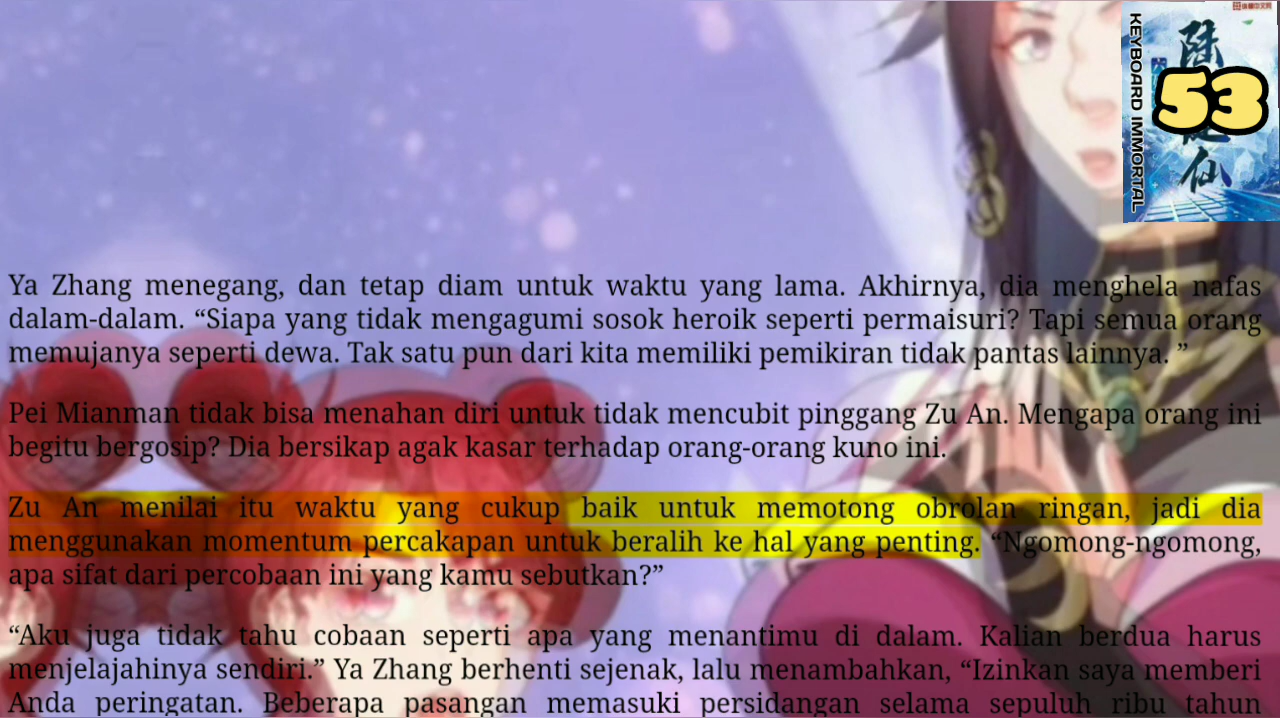 KEYBOARD IMMORTAL
陆
仙
53
Ya Zhang menegang, dan tetap diam untuk waktu yang lama. Akhirnya, dia menghela nafas
dalam-dalam. “Siapa yang tidak mengagumi sosok heroik seperti permaisuri? Tapi semua orang
memujanya seperti dewa. Tak satu pun dari kita memiliki pemikiran tidak pantas lainnya. ”
Pei Mianman tidak bisa menahan diri untuk tidak mencubit pinggang Zu An. Mengapa orang ini
begitu bergosip? Dia bersikap agak kasar terhadap orang-orang kuno ini.
Zu An menilai itu waktu yang cukup baik untuk memotong obrolan ringan, jadi dia
menggunakan momentum percakapan untuk beralih ke hal yang penting. “Ngomong-ngomong,
apa sifat dari percobaan ini yang kamu sebutkan?”
“Aku juga tidak tahu cobaan seperti apa yang menantimu di dalam. Kalian berdua harus
menjelajahinya sendiri.” Ya Zhang berhenti sejenak, lalu menambahkan, “Izinkan saya memberi
Anda peringatan. Beberapa pasangan memasuki persidangan selama sepuluh ribu tahun